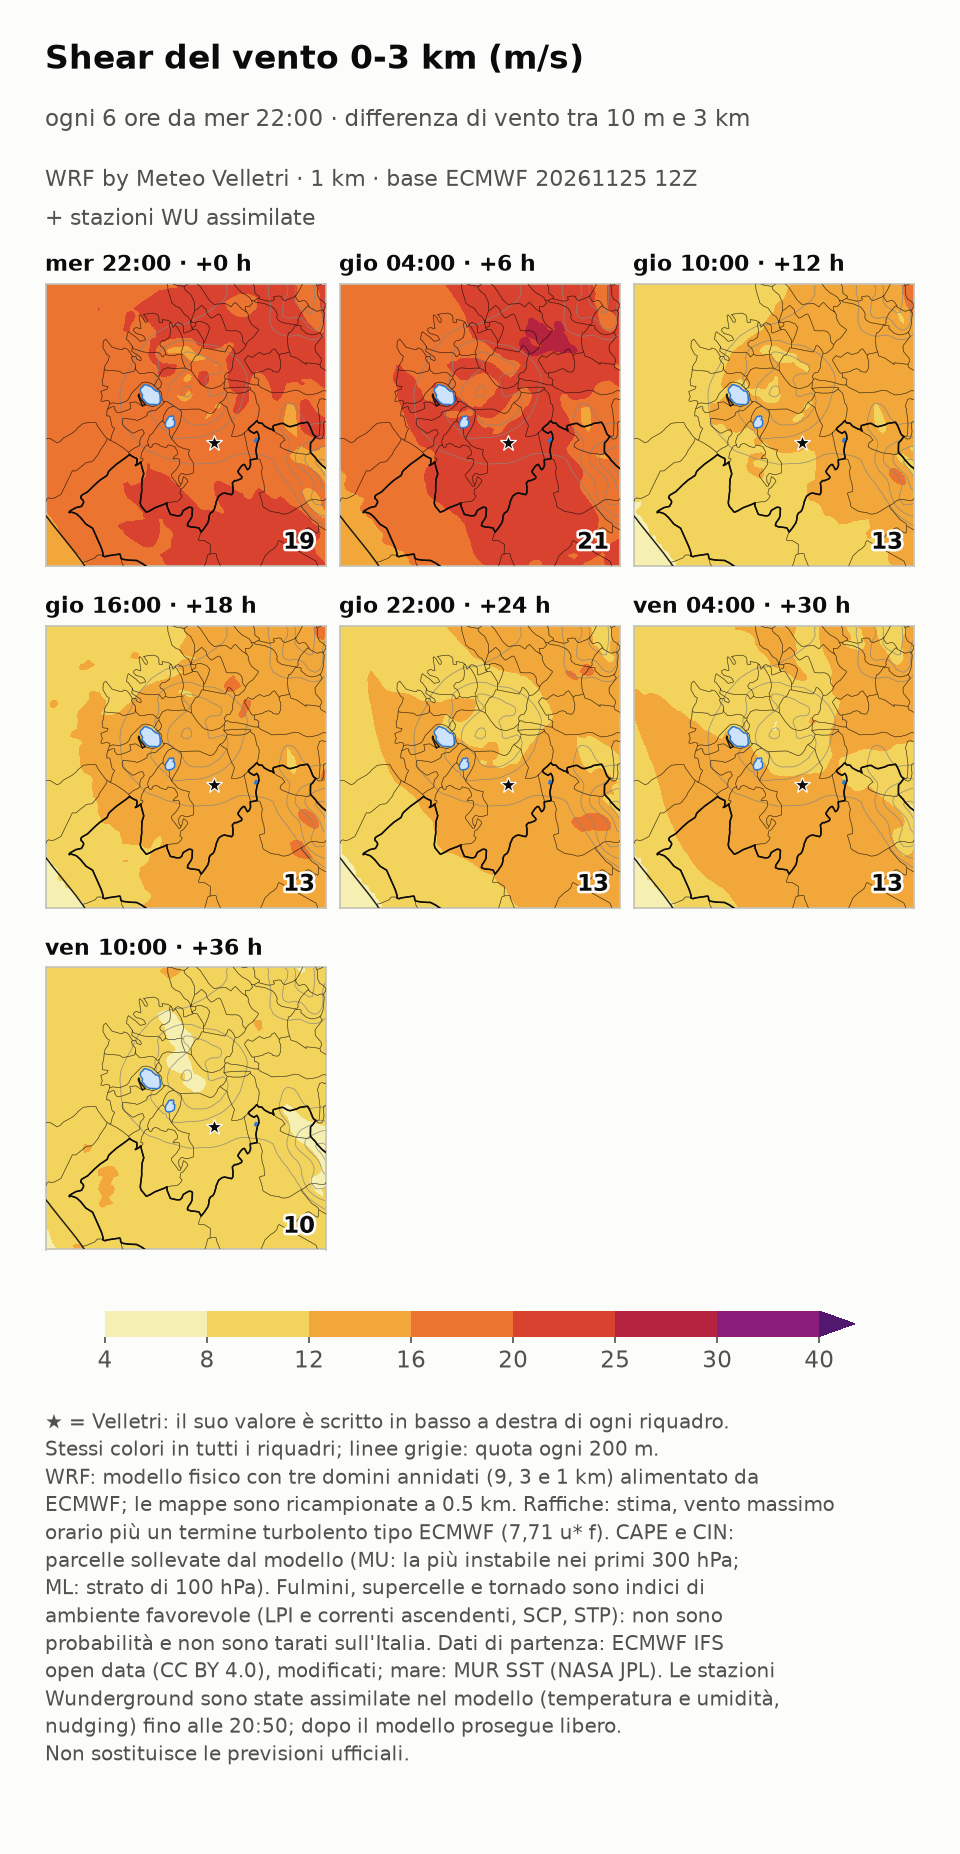 Shear del vento 0-3 km (m/s)
ogni 6 ore da mer 22:00 · differenza di vento tra 10 m e 3 km
WRF by Meteo Velletri · 1 km · base ECMWF 20261125 12Z
+ stazioni WU assimilate
mer 22:00 · +0 h
gio 04:00 · +6 h
gio 10:00 · +12 h
19
21
13
gio 16:00 · +18 h
gio 22:00 · +24 h
ven 04:00 · +30 h
13
13
13
ven 10:00 · +36 h
10
4 8 12 16 20 25 30 40
★ = Velletri: il suo valore è scritto in basso a destra di ogni riquadro.
Stessi colori in tutti i riquadri; linee grigie: quota ogni 200 m.
WRF: modello fisico con tre domini annidati (9, 3 e 1 km) alimentato da
ECMWF; le mappe sono ricampionate a 0.5 km. Raffiche: stima, vento massimo
orario più un termine turbolento tipo ECMWF (7,71 u* f). CAPE e CIN:
parcelle sollevate dal modello (MU: la più instabile nei primi 300 hPa;
ML: strato di 100 hPa). Fulmini, supercelle e tornado sono indici di
ambiente favorevole (LPI e correnti ascendenti, SCP, STP): non sono
probabilità e non sono tarati sull'Italia. Dati di partenza: ECMWF IFS
open data (CC BY 4.0), modificati; mare: MUR SST (NASA JPL). Le stazioni
Wunderground sono state assimilate nel modello (temperatura e umidità,
nudging) fino alle 20:50; dopo il modello prosegue libero.
Non sostituisce le previsioni ufficiali.